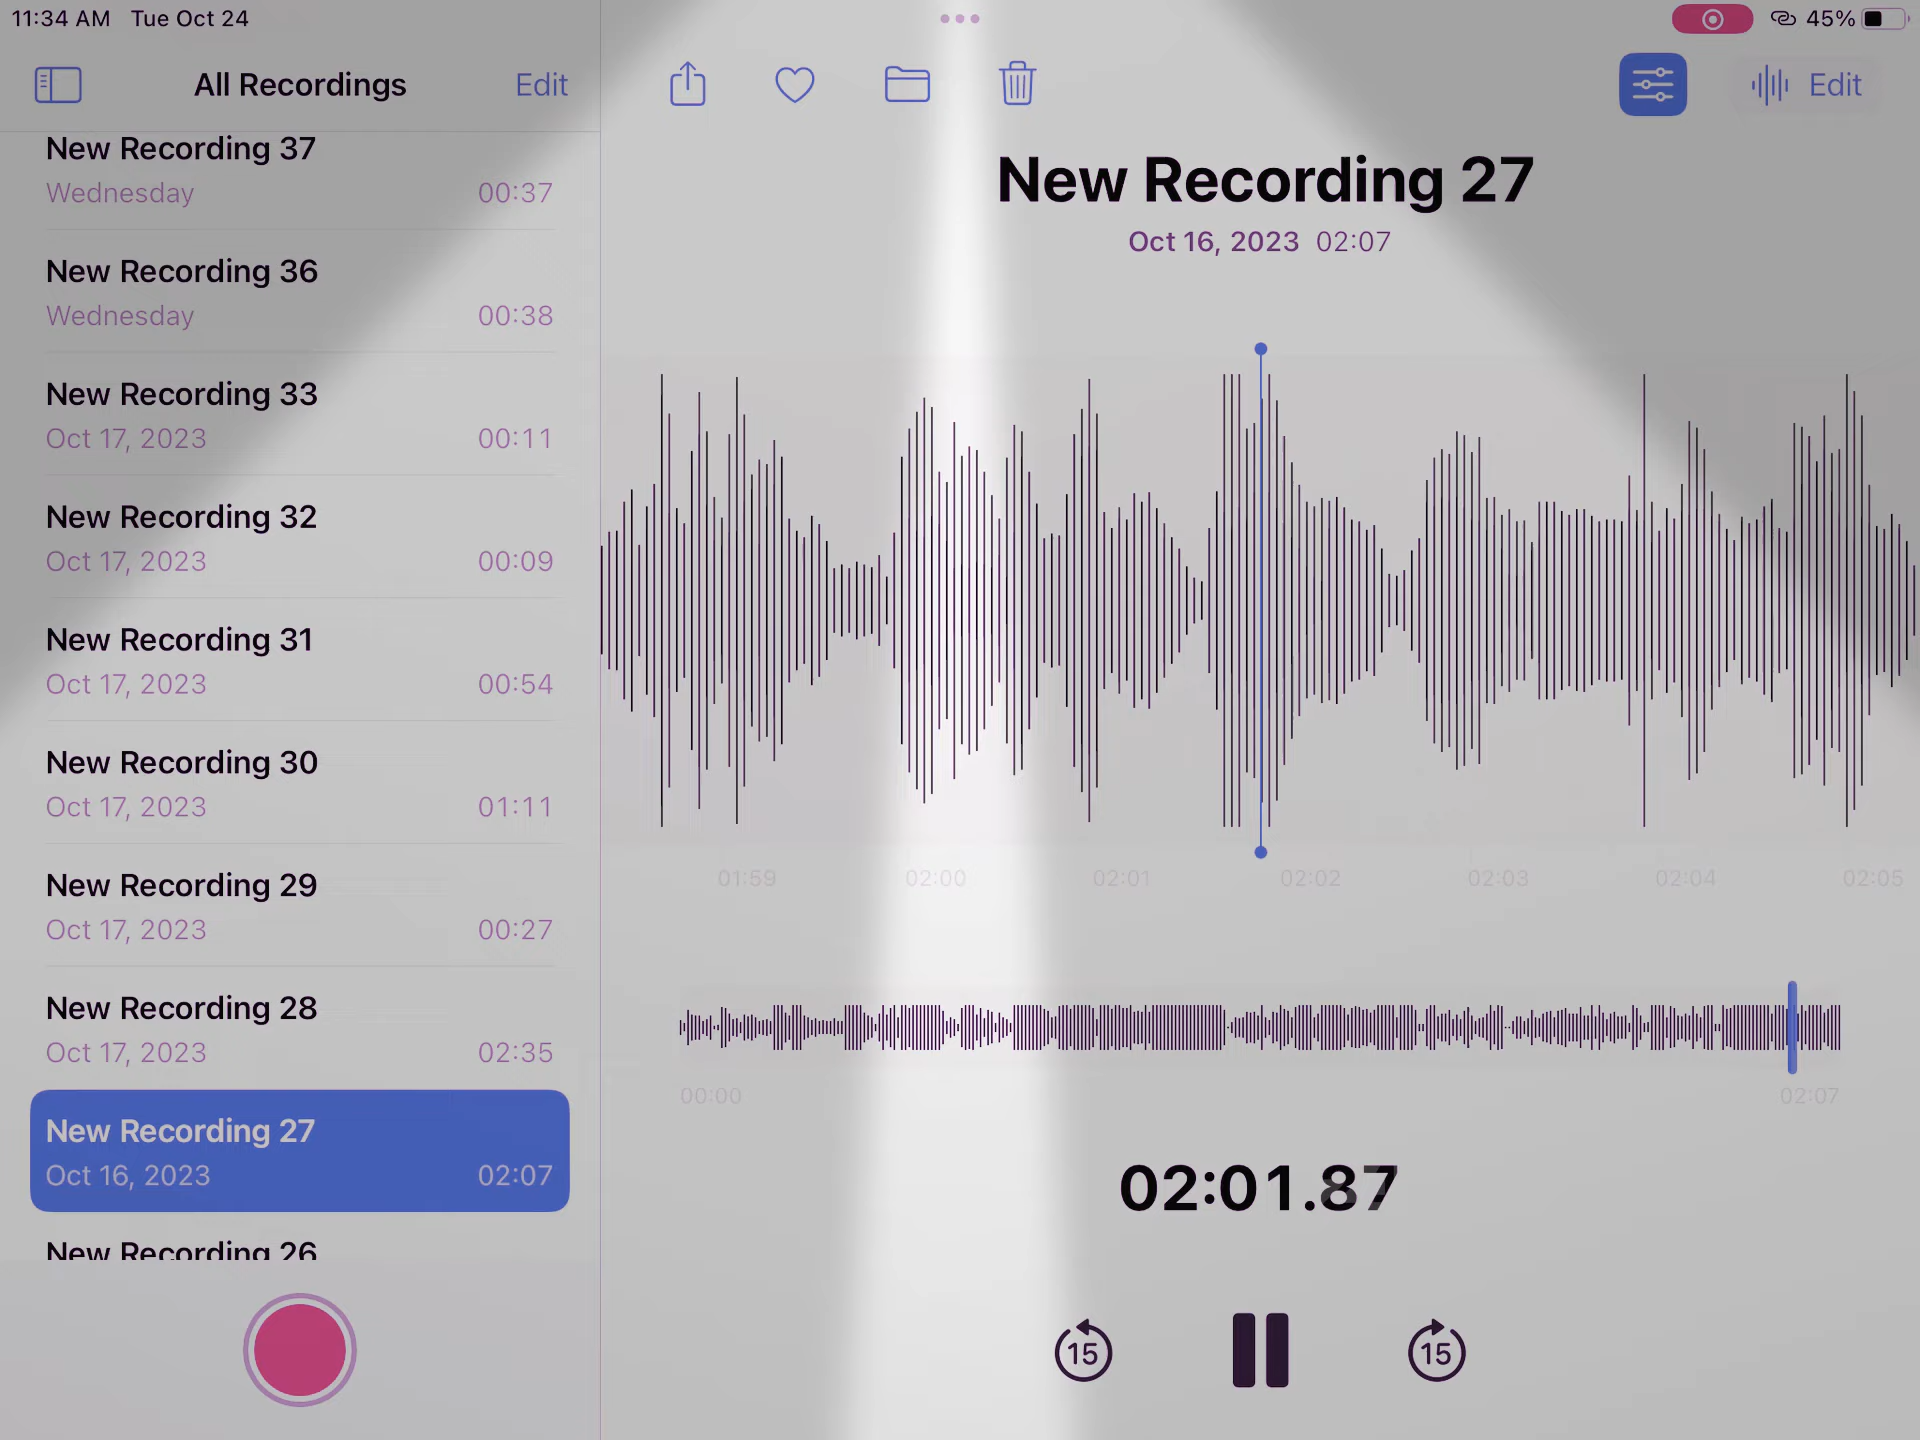 11:34 AM Tue Oct 24
45%
All Recordings
Edit
Edit
New Recording 37
Wednesday 00:37
New Recording 36
Wednesday 00:38
New Recording 33
Oct 17, 2023 00:11
New Recording 32
Oct 17, 2023 00:09
New Recording 31
Oct 17, 2023 00:54
New Recording 30
Oct 17, 2023 01:11
New Recording 29
Oct 17, 2023 00:27
New Recording 28
Oct 17, 2023 02:35
New Recording 27
Oct 16, 2023 02:07
New Recording 26
New Recording 27
Oct 16, 2023 02:07
01:59 02:00 02:01 02:02 02:03 02:04 02:05
00:00 02:07
02:01.87
15 15